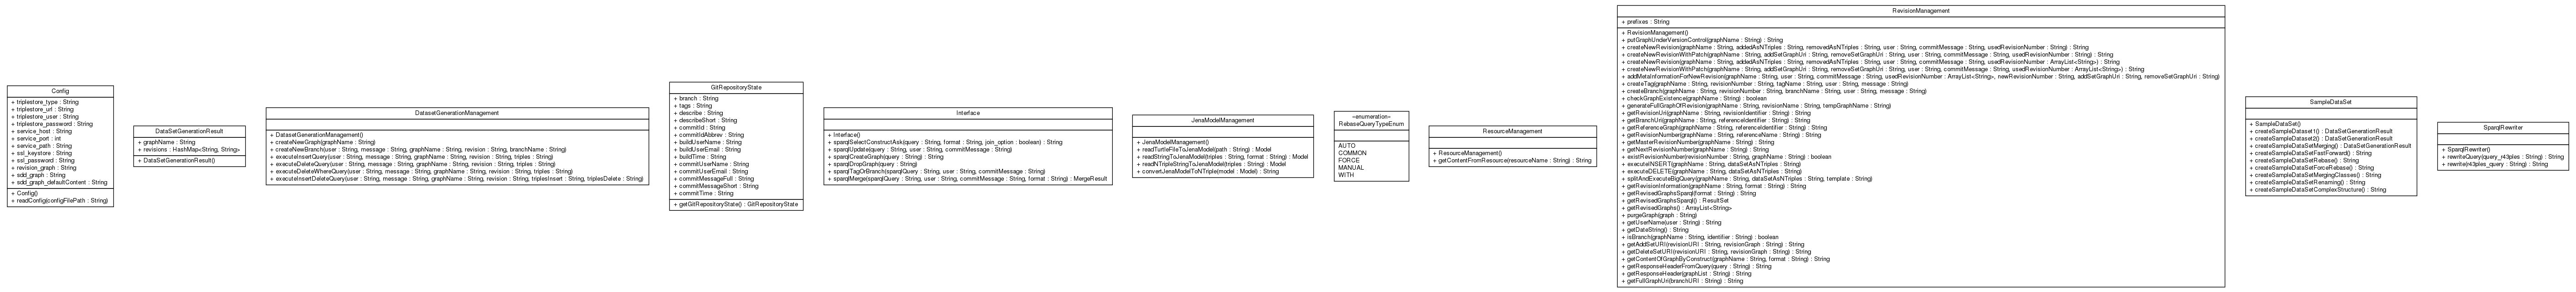 Config
+ triplestore_type : String
+ triplestore_url : String
+ triplestore_user : String
+ triplestore_password : String
+ service_host : String
+ service_port : int
+ service_path : String
+ ssl_keystore : String
+ ssl_password : String
+ revision_graph : String
+ sdd_graph : String
+ sdd_graph_defaultContent : String
+ Config()
+ readConfig(configFilePath : String)
DataSetGenerationResult
+ graphName : String
+ revisions : HashMap<String, String>
+ DataSetGenerationResult()
DatasetGenerationManagement
+ DatasetGenerationManagement()
+ createNewGraph(graphName : String)
+ createNewBranch(user : String, message : String, graphName : String, revision : String, branchName : String)
+ executeInsertQuery(user : String, message : String, graphName : String, revision : String, triples : String)
+ executeDeleteQuery(user : String, message : String, graphName : String, revision : String, triples : String)
+ executeDeleteWhereQuery(user : String, message : String, graphName : String, revision : String, triples : String)
+ executeInsertDeleteQuery(user : String, message : String, graphName : String, revision : String, triplesInsert : String, triplesDelete : String)
GitRepositoryState
+ branch : String
+ tags : String
+ describe : String
+ describeShort : String
+ commitId : String
+ commitIdAbbrev : String
+ buildUserName : String
+ buildUserEmail : String
+ buildTime : String
+ commitUserName : String
+ commitUserEmail : String
+ commitMessageFull : String
+ commitMessageShort : String
+ commitTime : String
+ getGitRepositoryState() : GitRepositoryState
Interface
+ Interface()
+ sparqlSelectConstructAsk(query : String, format : String, join_option : boolean) : String
+ sparqlUpdate(query : String, user : String, commitMessage : String)
+ sparqlCreateGraph(query : String) : String
+ sparqlDropGraph(query : String)
+ sparqlTagOrBranch(sparqlQuery : String, user : String, commitMessage : String)
+ sparqlMerge(sparqlQuery : String, user : String, commitMessage : String, format : String) : MergeResult
JenaModelManagement
+ JenaModelManagement()
+ readTurtleFileToJenaModel(path : String) : Model
+ readStringToJenaModel(triples : String, format : String) : Model
+ readNTripleStringToJenaModel(triples : String) : Model
+ convertJenaModelToNTriple(model : Model) : String
«enumeration»
RebaseQueryTypeEnum
AUTO
COMMON
FORCE
MANUAL
WITH
ResourceManagement
+ ResourceManagement()
+ getContentFromResource(resourceName : String) : String
RevisionManagement
+ prefixes : String
+ RevisionManagement()
+ putGraphUnderVersionControl(graphName : String) : String
+ createNewRevision(graphName : String, addedAsNTriples : String, removedAsNTriples : String, user : String, commitMessage : String, usedRevisionNumber : String) : String
+ createNewRevisionWithPatch(graphName : String, addSetGraphUri : String, removeSetGraphUri : String, user : String, commitMessage : String, usedRevisionNumber : String) : String
+ createNewRevision(graphName : String, addedAsNTriples : String, removedAsNTriples : String, user : String, commitMessage : String, usedRevisionNumber : ArrayList<String>) : String
+ createNewRevisionWithPatch(graphName : String, addSetGraphUri : String, removeSetGraphUri : String, user : String, commitMessage : String, usedRevisionNumber : ArrayList<String>) : String
+ addMetaInformationForNewRevision(graphName : String, user : String, commitMessage : String, usedRevisionNumber : ArrayList<String>, newRevisionNumber : String, addSetGraphUri : String, removeSetGraphUri : String)
+ createTag(graphName : String, revisionNumber : String, tagName : String, user : String, message : String)
+ createBranch(graphName : String, revisionNumber : String, branchName : String, user : String, message : String)
+ checkGraphExistence(graphName : String) : boolean
+ generateFullGraphOfRevision(graphName : String, revisionName : String, tempGraphName : String)
+ getRevisionUri(graphName : String, revisionIdentifier : String) : String
+ getBranchUri(graphName : String, referenceIdentifier : String) : String
+ getReferenceGraph(graphName : String, referenceIdentifier : String) : String
+ getRevisionNumber(graphName : String, referenceName : String) : String
+ getMasterRevisionNumber(graphName : String) : String
+ getNextRevisionNumber(graphName : String) : String
+ existRevisionNumber(revisionNumber : String, graphName : String) : boolean
+ executeINSERT(graphName : String, dataSetAsNTriples : String)
+ executeDELETE(graphName : String, dataSetAsNTriples : String)
+ splitAndExecuteBigQuery(graphName : String, dataSetAsNTriples : String, template : String)
+ getRevisionInformation(graphName : String, format : String) : String
+ getRevisedGraphsSparql(format : String) : String
+ getRevisedGraphsSparql() : ResultSet
+ getRevisedGraphs() : ArrayList<String>
+ purgeGraph(graph : String)
+ getUserName(user : String) : String
+ getDateString() : String
+ isBranch(graphName : String, identifier : String) : boolean
+ getAddSetURI(revisionURI : String, revisionGraph : String) : String
+ getDeleteSetURI(revisionURI : String, revisionGraph : String) : String
+ getContentOfGraphByConstruct(graphName : String, format : String) : String
+ getResponseHeaderFromQuery(query : String) : String
+ getResponseHeader(graphList : String) : String
+ getFullGraphUri(branchURI : String) : String
SampleDataSet
+ SampleDataSet()
+ createSampleDataset1() : DataSetGenerationResult
+ createSampleDataset2() : DataSetGenerationResult
+ createSampleDataSetMerging() : DataSetGenerationResult
+ createSampleDataSetFastForward() : String
+ createSampleDataSetRebase() : String
+ createSampleDataSetForceRebase() : String
+ createSampleDataSetMergingClasses() : String
+ createSampleDataSetRenaming() : String
+ createSampleDataSetComplexStructure() : String
SparqlRewriter
+ SparqlRewriter()
+ rewriteQuery(query_r43ples : String) : String
+ rewrite(r43ples_query : String) : String